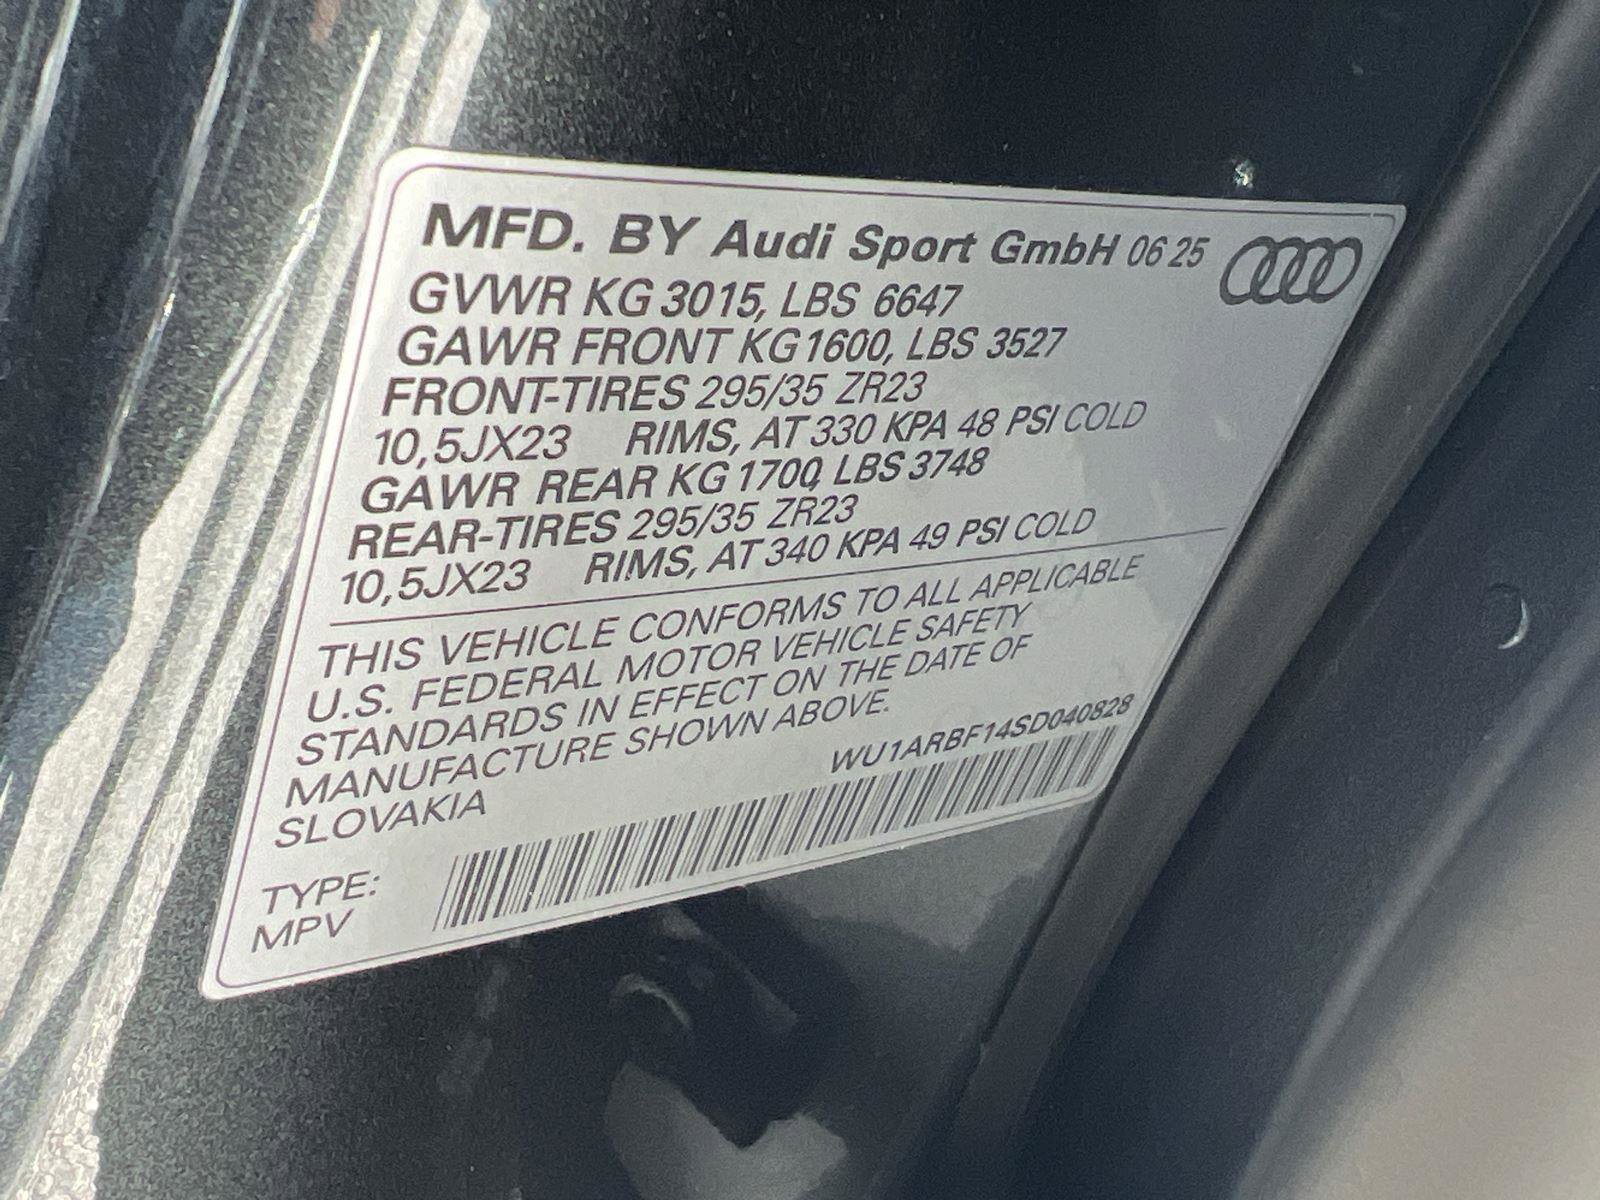 MFD. BY Audi Sport GmbH 06 25
GVWR KG 3015, LBS 6647
GAWR FRONT KG 1600, LBS 3527
FRONT-TIRES 295/35 ZR23
10,5JX23 RIMS, AT 330 KPA 48 PSI COLD
GAWR REAR KG 1700, LBS 3748
REAR-TIRES 295/35 ZR23
10,5JX23 RIMS, AT 340 KPA 49 PSI COLD
THIS VEHICLE CONFORMS TO ALL APPLICABLE
U.S. FEDERAL MOTOR VEHICLE SAFETY
STANDARDS IN EFFECT ON THE DATE OF
MANUFACTURE SHOWN ABOVE.
SLOVAKIA
WU1ARBF14SD040828
TYPE:
MPV